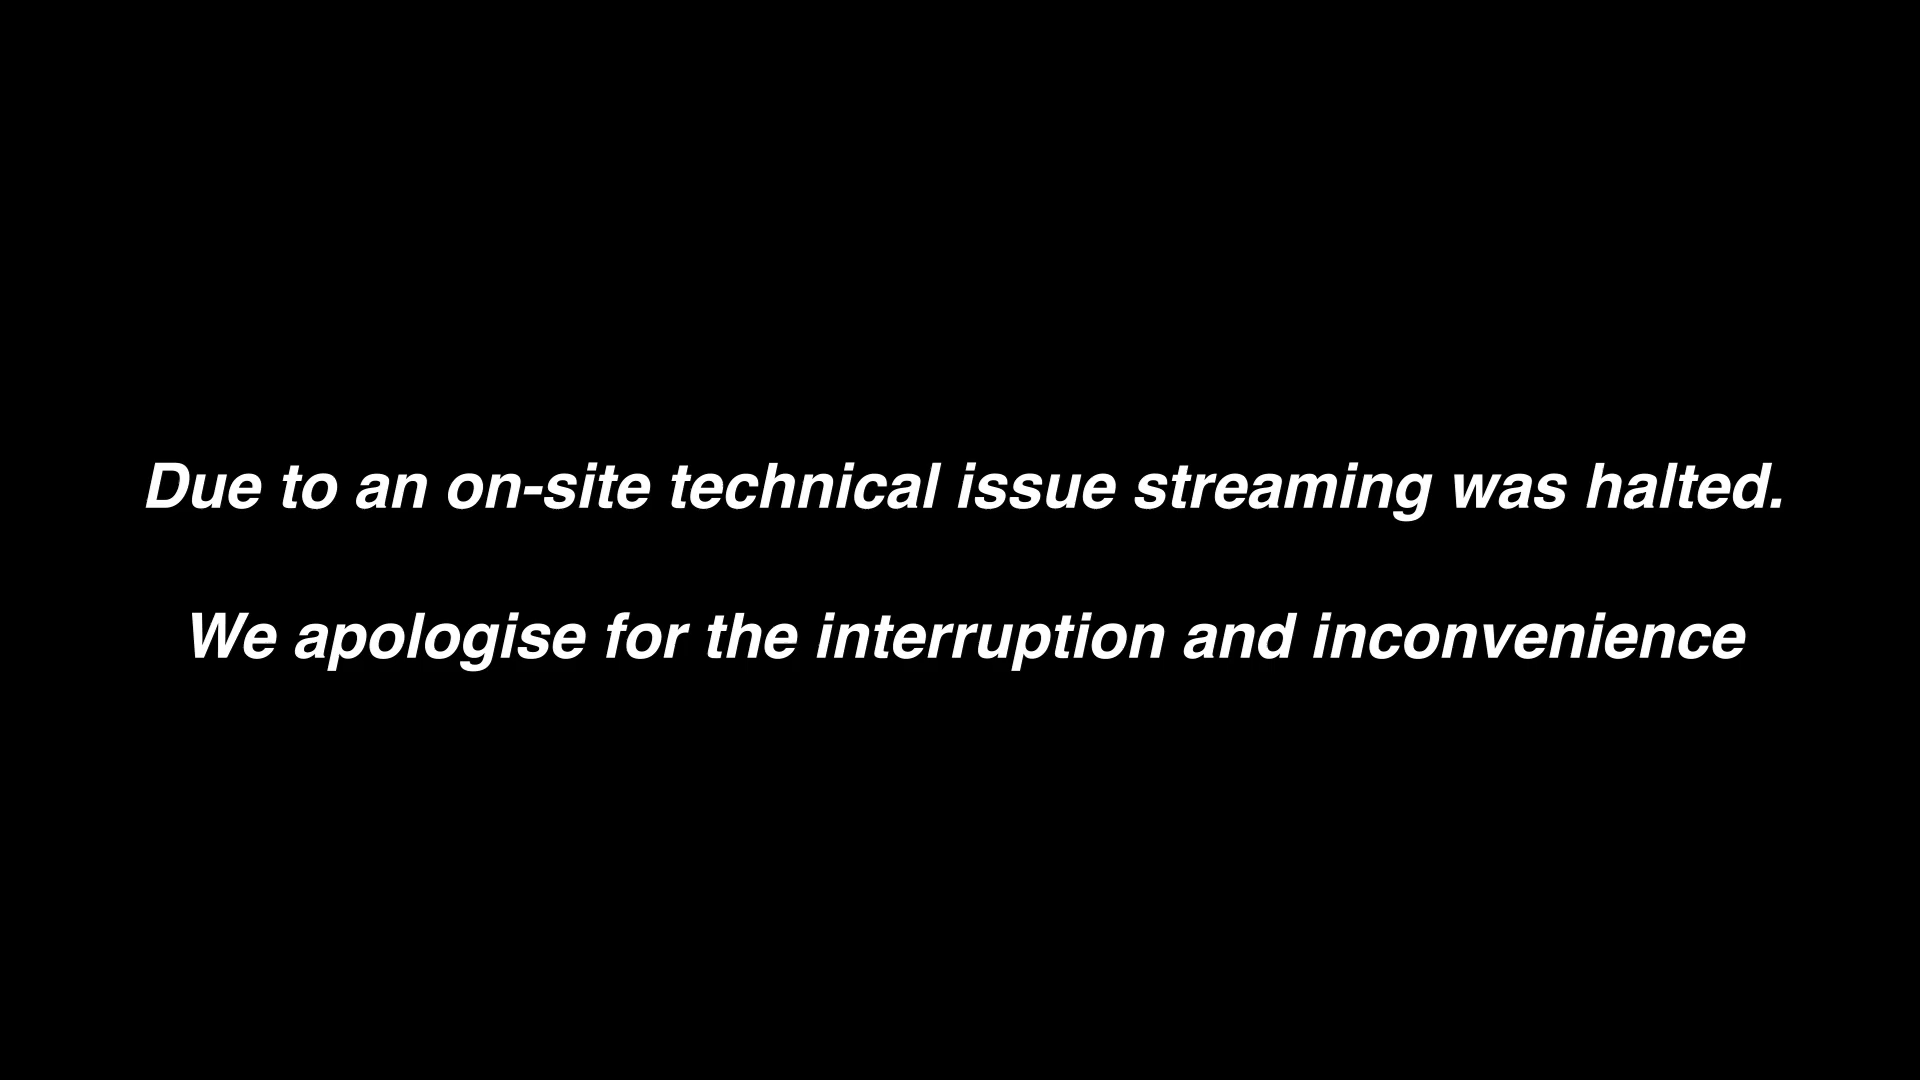 Due to an on-site technical issue streaming was halted.
We apologise for the interruption and inconvenience